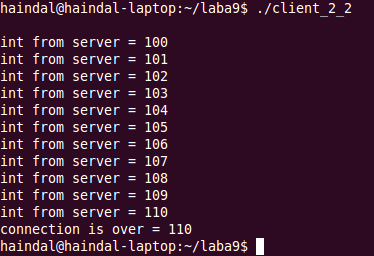 haindal@haindal-laptop:~/laba9$ ./client_2_2
int from server = 100
int from server = 101
int from server = 102
int from server = 103
int from server = 104
int from server = 105
int from server = 106
int from server = 107
int from server = 108
int from server = 109
int from server = 110
connection is over = 110
haindal@haindal-laptop:~/laba9$